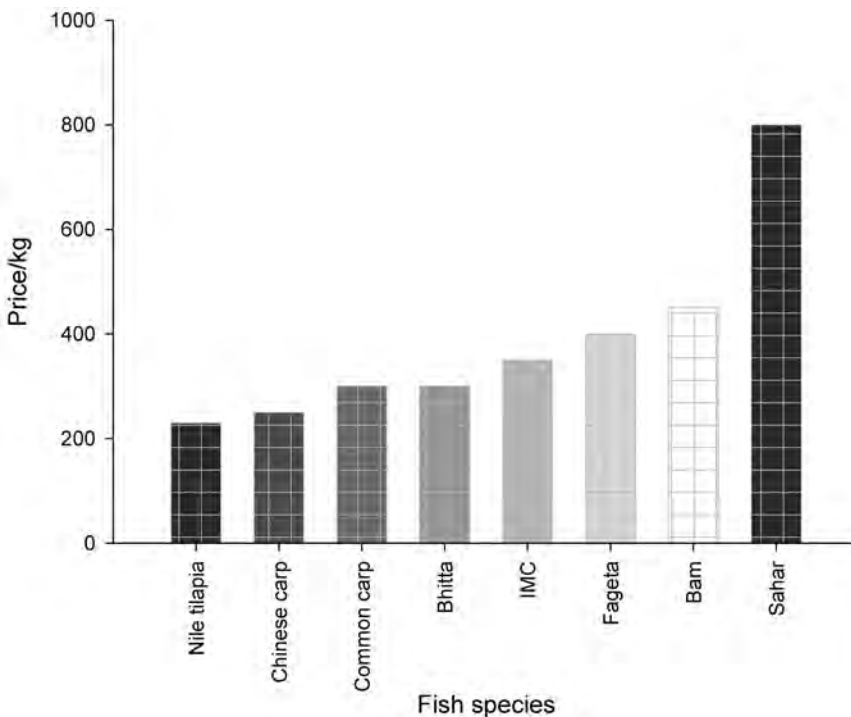 1000
800
600
400
200
0
Price/kg
Nile tilapia
Chinese carp
Common carp
Bhitta
IMC
Fageta
Bam
Sahar
Fish species